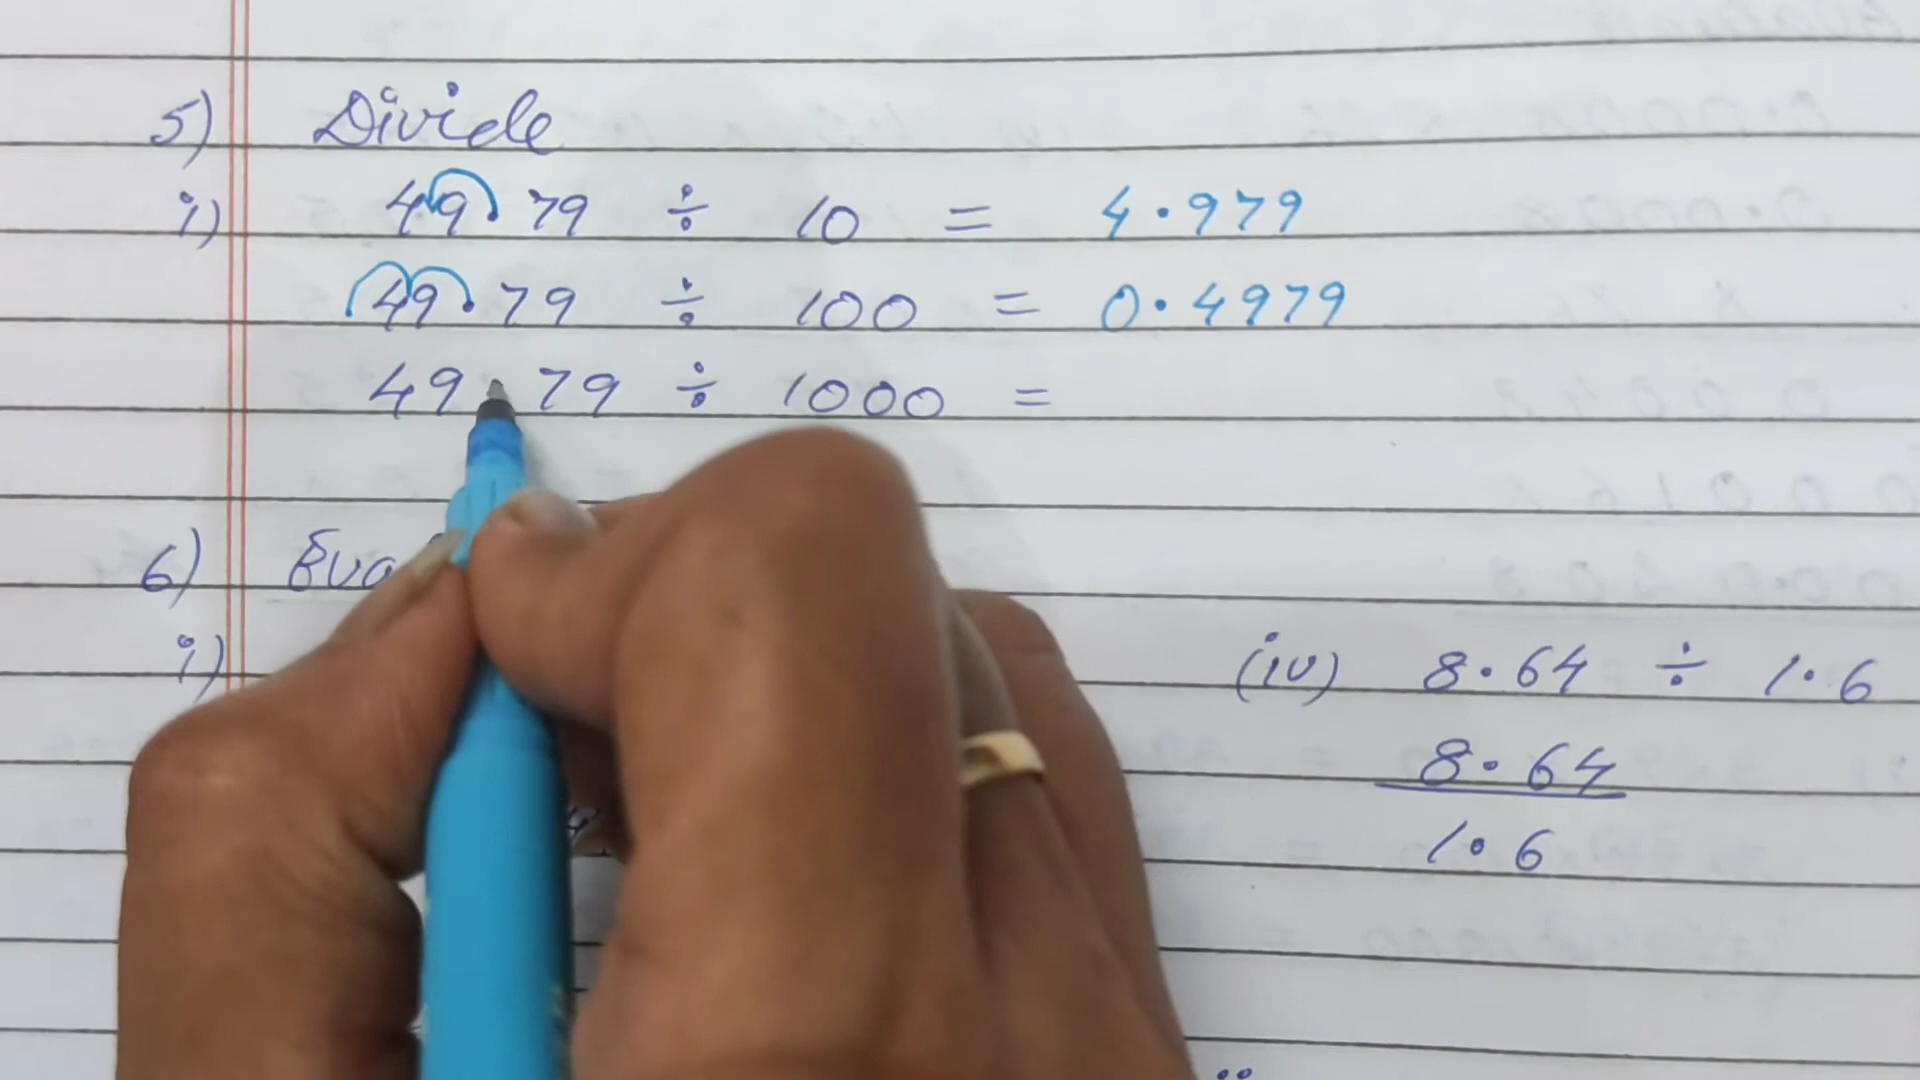 5) Divide
i) 49.79 ÷ 10 = 4.979
49.79 ÷ 100 = 0.4979
49.79 ÷ 1000 =
6)
i)
(iv) 8.64 ÷ 1.6
8.64
1.6